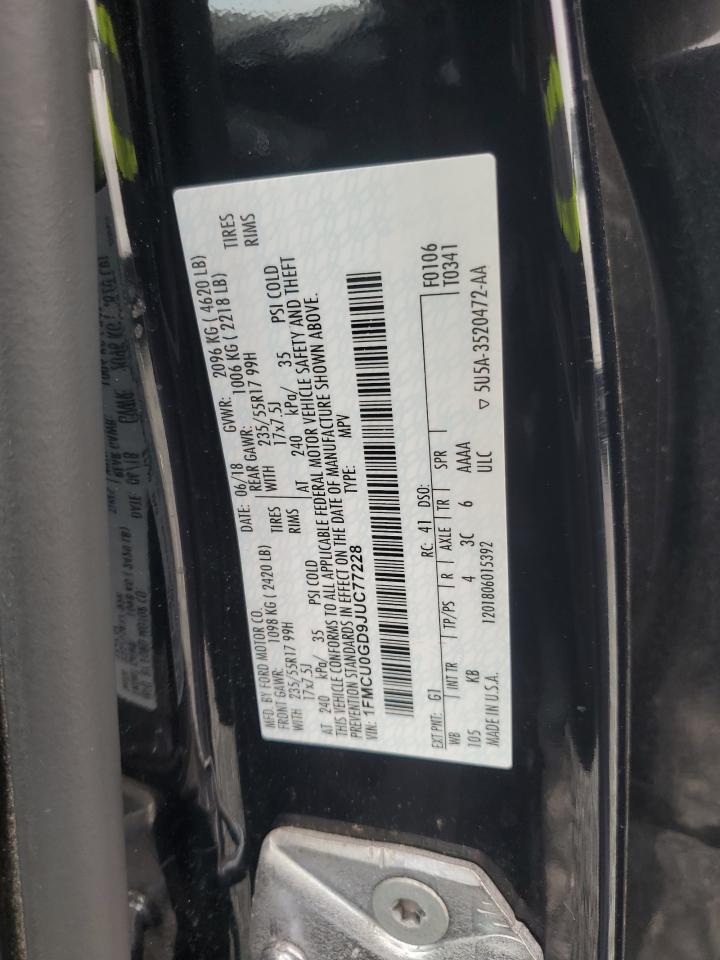 MFD. BY FORD MOTOR CO.
DATE: 06/18 GVWR: 2096 KG ( 4620 LB)
FRONT GAWR: 1098 KG ( 2420 LB) REAR GAWR: 1006 KG ( 2218 LB)
WITH 235/55R17 99H TIRES WITH 235/55R17 99H TIRES
17x7.5J RIMS 17x7.5J RIMS
AT 240 kPa/ 35 PSI COLD AT 240 kPa/ 35 PSI COLD
THIS VEHICLE CONFORMS TO ALL APPLICABLE FEDERAL MOTOR VEHICLE SAFETY AND THEFT
PREVENTION STANDARDS IN EFFECT ON THE DATE OF MANUFACTURE SHOWN ABOVE.
VIN: 1FMCU0GD9JUC77228 TYPE: MPV
EXT PNT: G1 RC: 41 DSO: F0106
WB INT TR TP/PS R AXLE TR SPR T0341
105 KB 4 3C 6 AAAA
MADE IN U.S.A. 1201806015392 ULC ▽ 5U5A-3520472-AA